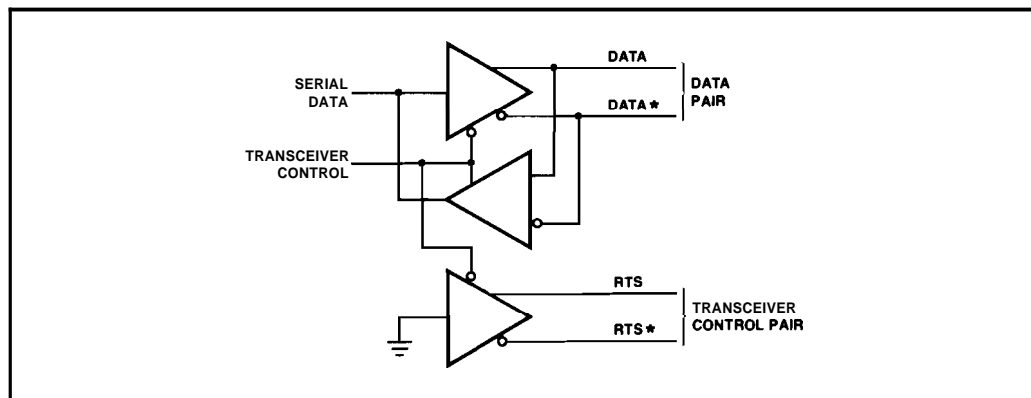 SERIAL
DATA
TRANSCEIVER
CONTROL
DATA
DATA*
DATA
PAIR
RTS
RTS*
TRANSCEIVER
CONTROL PAIR